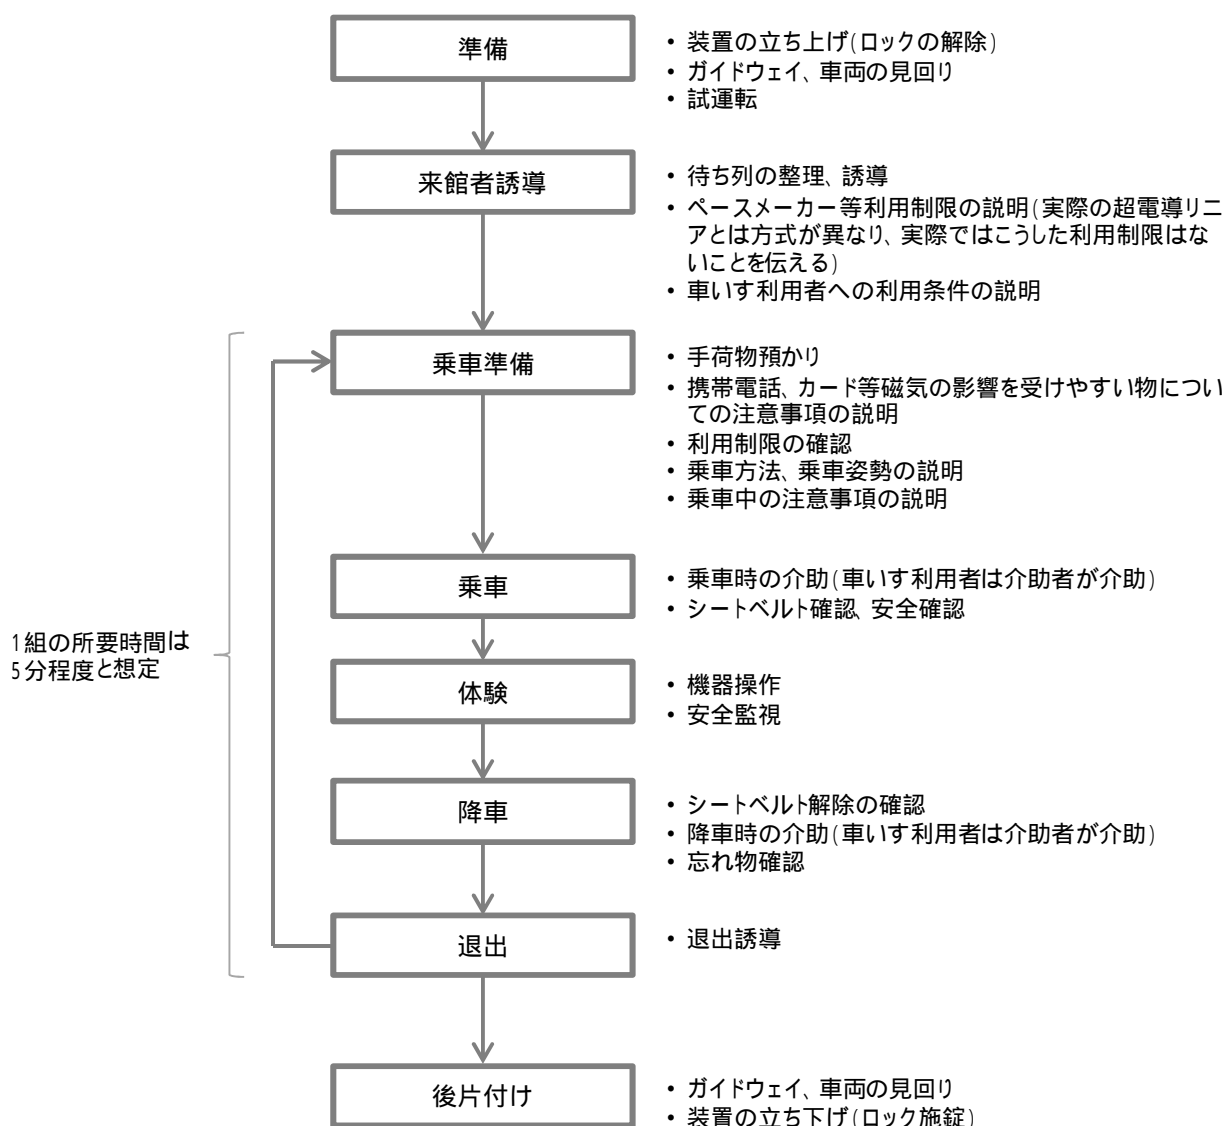 準備
・ 装置の立ち上げ(ロックの解除)
・ ガイドウェイ、車両の見回り
・ 試運転
来館者誘導
・ 待ち列の整理、誘導
・ ペースメーカー等利用制限の説明(実際の超電導リニ
アとは方式が異なり、実際ではこうした利用制限はな
いことを伝える)
・ 車いす利用者への利用条件の説明
乗車準備
・ 手荷物預かり
・ 携帯電話、カード等磁気の影響を受けやすい物につい
ての注意事項の説明
・ 利用制限の確認
・ 乗車方法、乗車姿勢の説明
・ 乗車中の注意事項の説明
乗車
・ 乗車時の介助(車いす利用者は介助者が介助)
・ シートベルト確認、安全確認
1組の所要時間は
5分程度と想定
体験
・ 機器操作
・ 安全監視
降車
・ シートベルト解除の確認
・ 降車時の介助(車いす利用者は介助者が介助)
・ 忘れ物確認
退出
・ 退出誘導
後片付け
・ ガイドウェイ、車両の見回り
・ 装置の立ち下げ(ロック施錠)